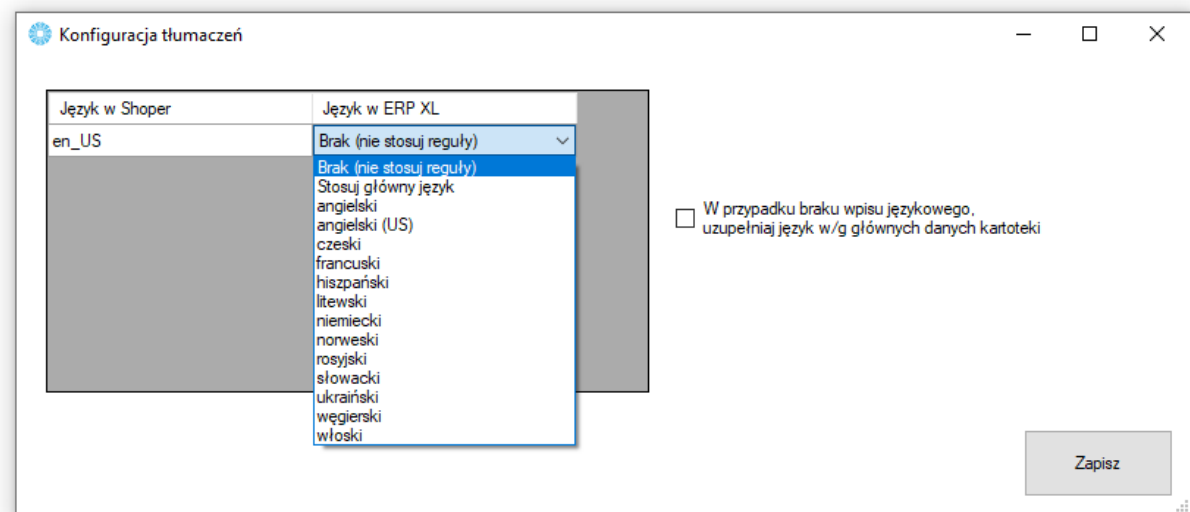 Konfiguracja tłumaczeń
Język w Shoper Język w ERP XL
en_US Brak (nie stosuj reguły)
Brak (nie stosuj reguły)
Stosuj główny język
angielski
angielski (US)
czeski
francuski
hiszpański
litewski
niemiecki
norweski
rosyjski
słowacki
ukraiński
węgierski
włoski
W przypadku braku wpisu językowego,
uzupełniaj język w/g głównych danych kartoteki
Zapisz